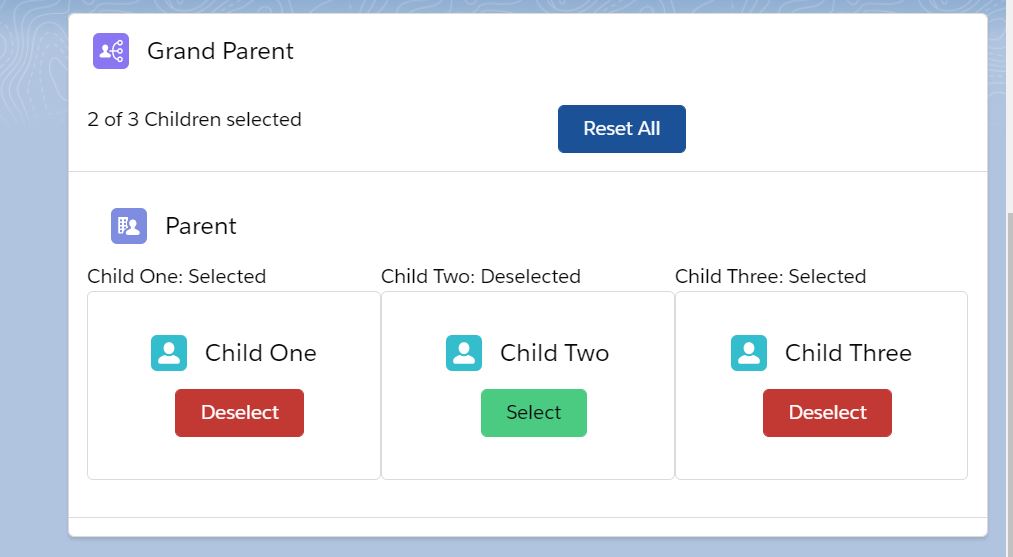 Grand Parent
2 of 3 Children selected
Reset All
Parent
Child One: Selected
Child Two: Deselected
Child Three: Selected
Child One
Child Two
Child Three
Deselect
Select
Deselect